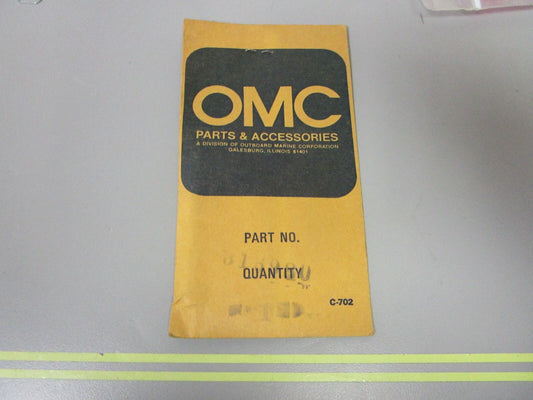 OMC
PARTS & ACCESSORIES
A DIVISION OF OUTBOARD MARINE CORPORATION
GALESBURG, ILLINOIS 61401
PART NO.
QUANTITY
C-702